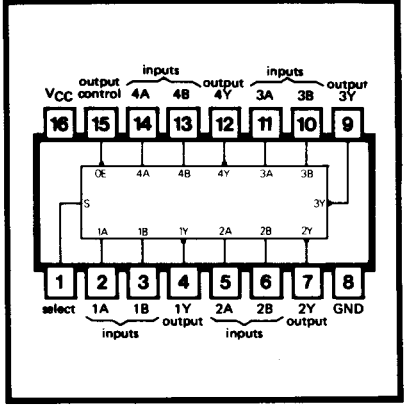 inputs inputs
output output output
VCC control 4A 4B 4Y 3A 3B 3Y
16 15 14 13 12 11 10 9
OE 4A 4B 4Y 3A 3B
S 3Y
1A 1B 1Y 2A 2B 2Y
1 2 3 4 5 6 7 8
select 1A 1B 1Y 2A 2B 2Y GND
output output
inputs inputs